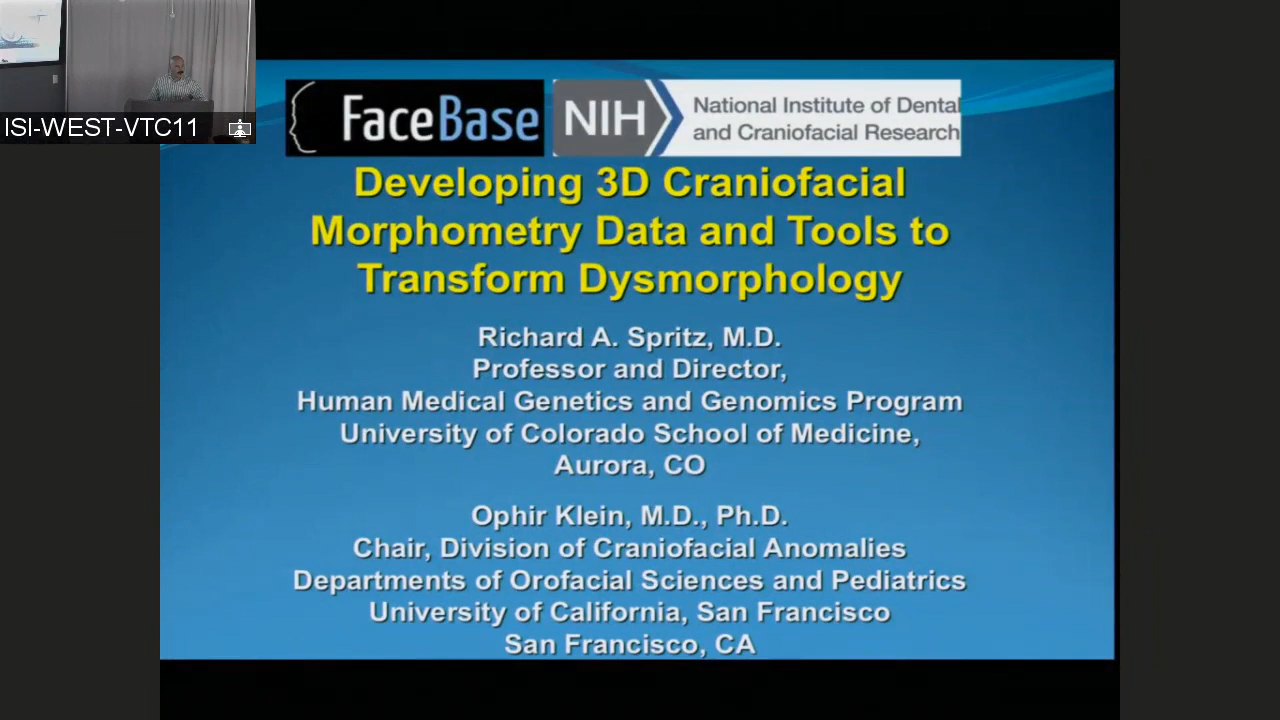 ISI-WEST-VTC11
FaceBase
NIH
National Institute of Dental
and Craniofacial Research
Developing 3D Craniofacial
Morphometry Data and Tools to
Transform Dysmorphology
Richard A. Spritz, M.D.
Professor and Director,
Human Medical Genetics and Genomics Program
University of Colorado School of Medicine,
Aurora, CO
Ophir Klein, M.D., Ph.D.
Chair, Division of Craniofacial Anomalies
Departments of Orofacial Sciences and Pediatrics
University of California, San Francisco
San Francisco, CA